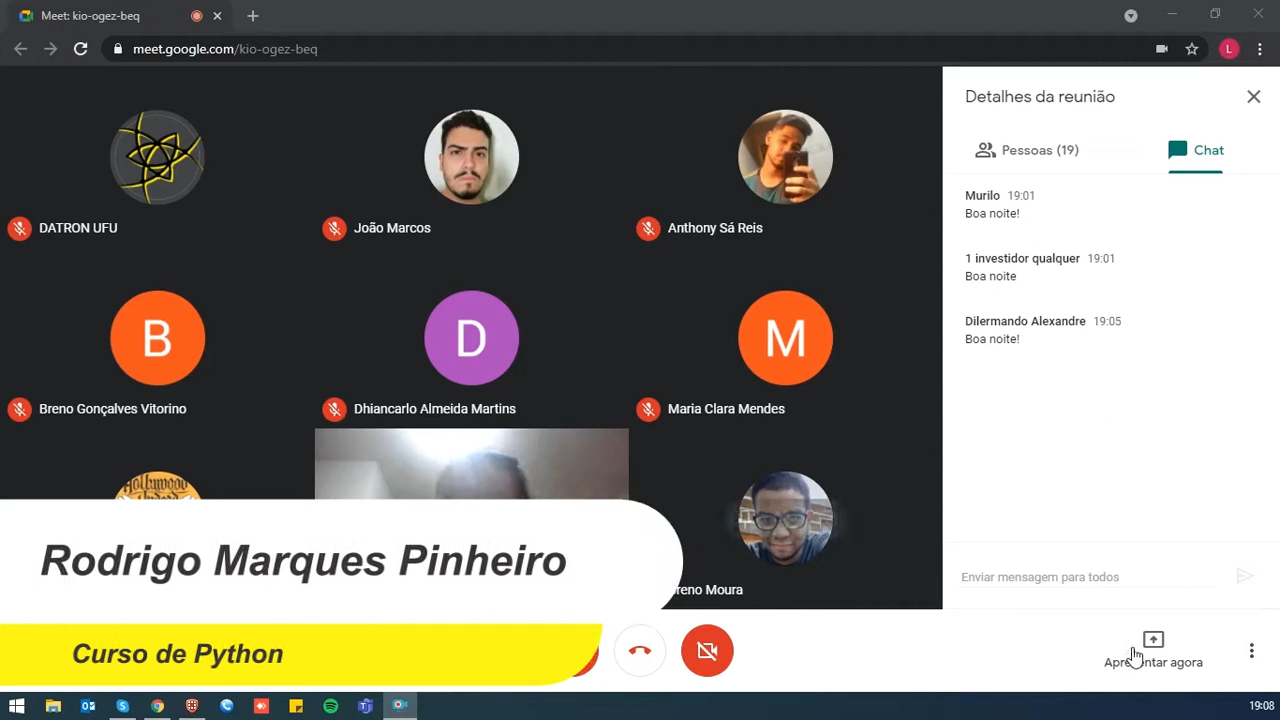 Meet: kio-ogez-beq
meet.google.com/kio-ogez-beq
L
DATRON UFU
João Marcos
Anthony Sá Reis
B
D
M
Breno Gonçalves Vitorino
Dhiancarlo Almeida Martins
Maria Clara Mendes
Hollywood
reno Moura
Detalhes da reunião
Pessoas (19)
Chat
Murilo 19:01
Boa noite!
1 investidor qualquer 19:01
Boa noite
Dilermando Alexandre 19:05
Boa noite!
Enviar mensagem para todos
Rodrigo Marques Pinheiro
Curso de Python
Apresentar agora
19:08